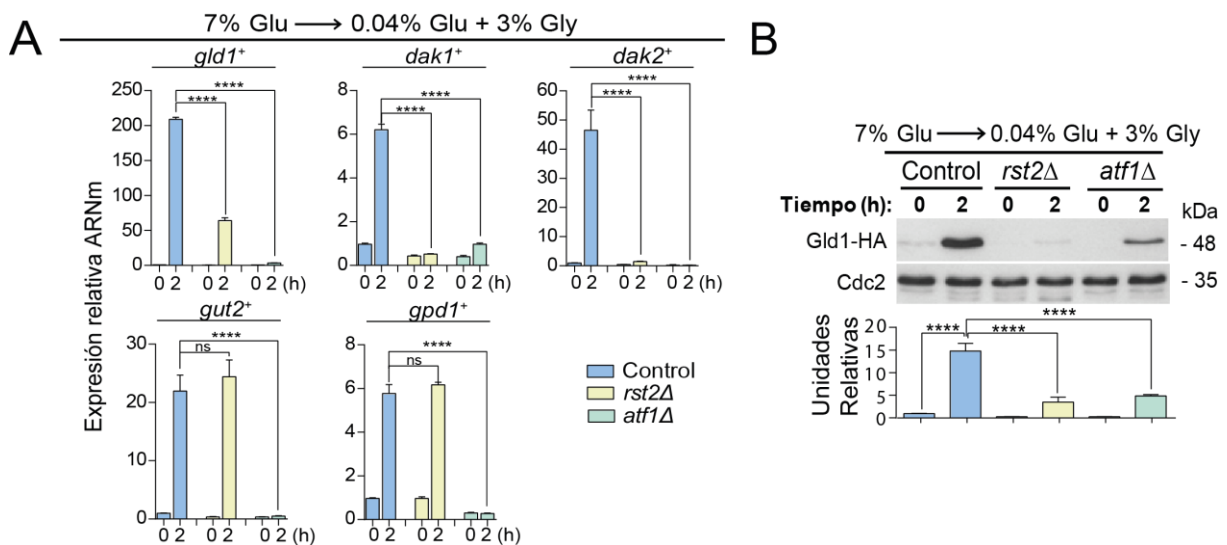 A
7% Glu ⟶ 0.04% Glu + 3% Gly
gld1⁺
dak1⁺
dak2⁺
Expresión relativa ARNm
250
200
150
100
50
0
****
****
0 2 0 2 0 2 (h)
8
6
4
2
0
****
****
0 2 0 2 0 2 (h)
60
50
40
30
20
10
0
****
****
0 2 0 2 0 2 (h)
gut2⁺
gpd1⁺
30
20
10
0
****
ns
0 2 0 2 0 2 (h)
8
6
4
2
0
****
ns
0 2 0 2 0 2 (h)
Control
rst2Δ
atf1Δ
B
7% Glu ⟶ 0.04% Glu + 3% Gly
Control rst2Δ atf1Δ
Tiempo (h): 0 2 0 2 0 2 kDa
Gld1-HA - 48
Cdc2 - 35
Unidades
Relativas
20
15
10
5
0
****
****
****